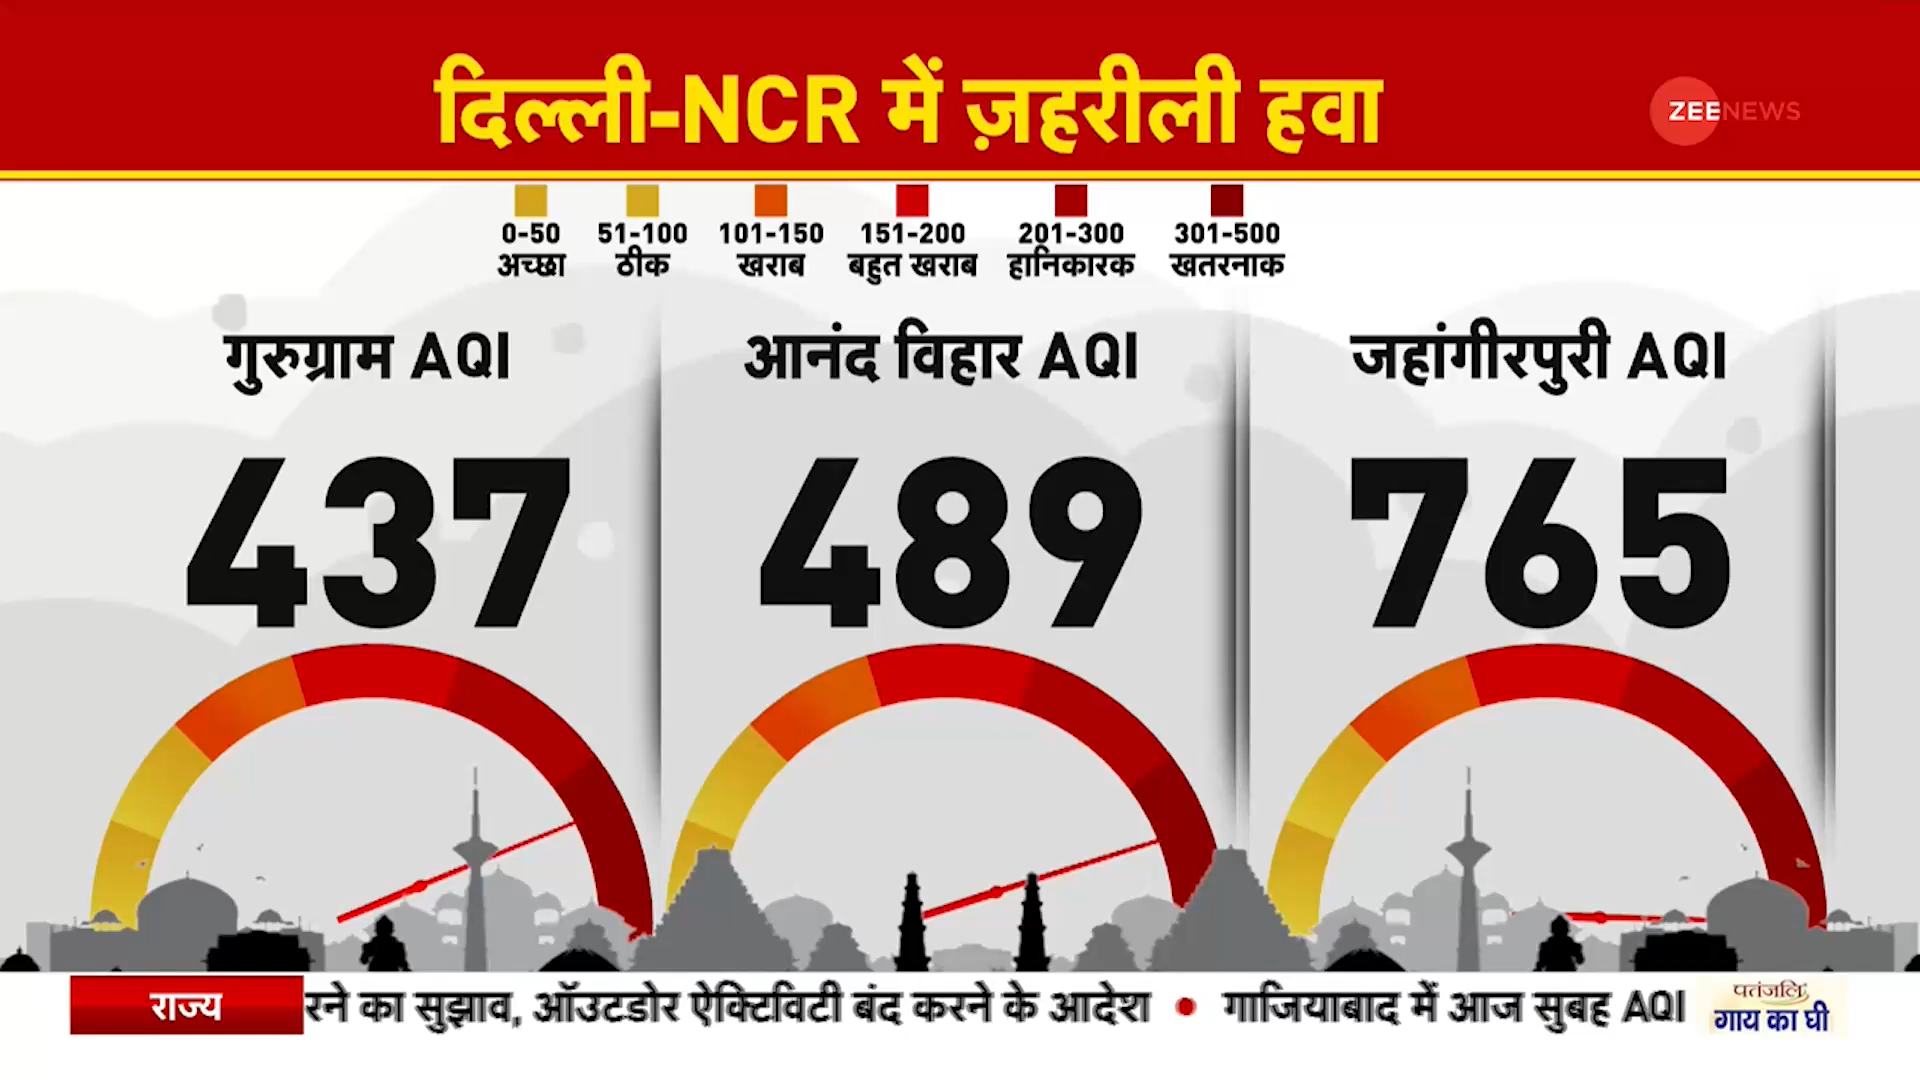 दिल्ली-NCR में ज़हरीली हवा
ZEENEWS
0-50 51-100 101-150 151-200 201-300 301-500
अच्छा ठीक खराब बहुत खराब हानिकारक खतरनाक
गुरुग्राम AQI आनंद विहार AQI जहांगीरपुरी AQI
437 489 765
राज्य रने का सुझाव, ऑउटडोर ऐक्टिविटी बंद करने के आदेश • गाजियाबाद में आज सुबह AQI
पतंजलि
गाय का घी